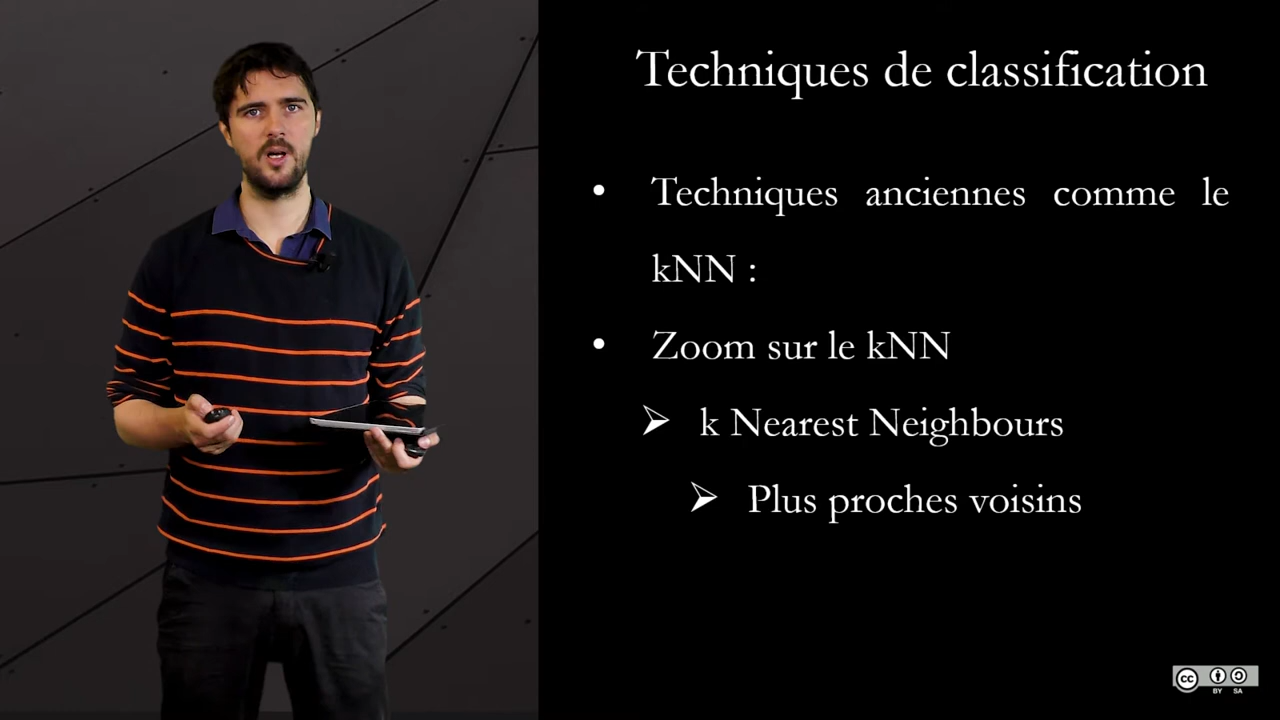 Techniques de classification
• Techniques anciennes comme le
kNN :
• Zoom sur le kNN
➢ k Nearest Neighbours
➢ Plus proches voisins
cc
BY SA